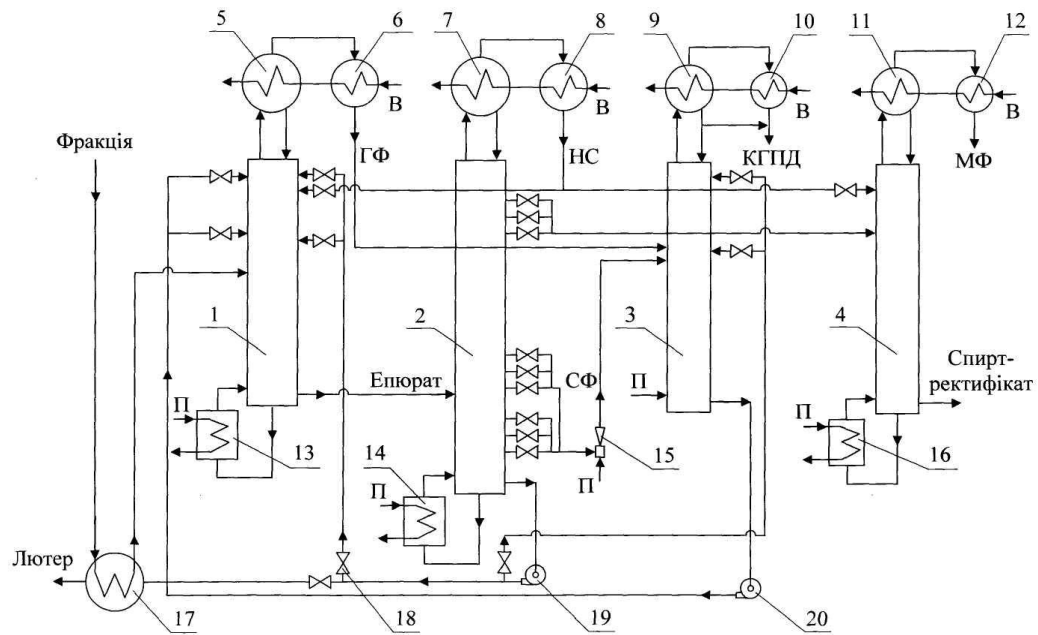 5
6
7
8
9
10
11
12
В
В
В
В
Фракція
ГФ
НС
КГПД
МФ
1
2
3
4
Епюрат
СФ
П
Спирт-
ректифікат
П
13
П
14
15
П
П
16
Лютер
17
18
19
20